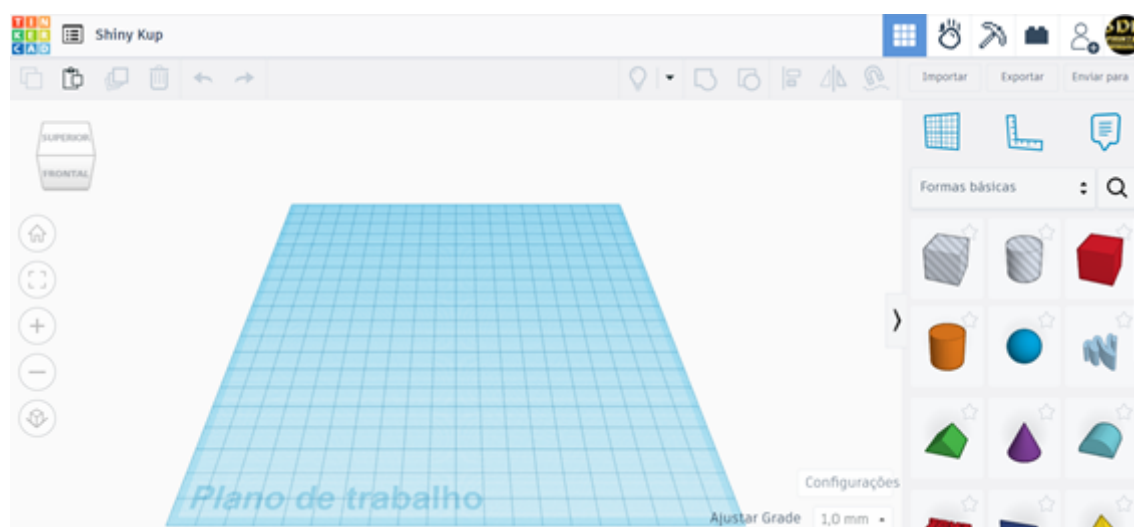 TIN
KER
CAD
Shiny Kup
Importar
Exportar
Enviar para
SUPERIOR
FRONTAL
Formas básicas
Plano de trabalho
Configurações
Ajustar Grade
1,0 mm